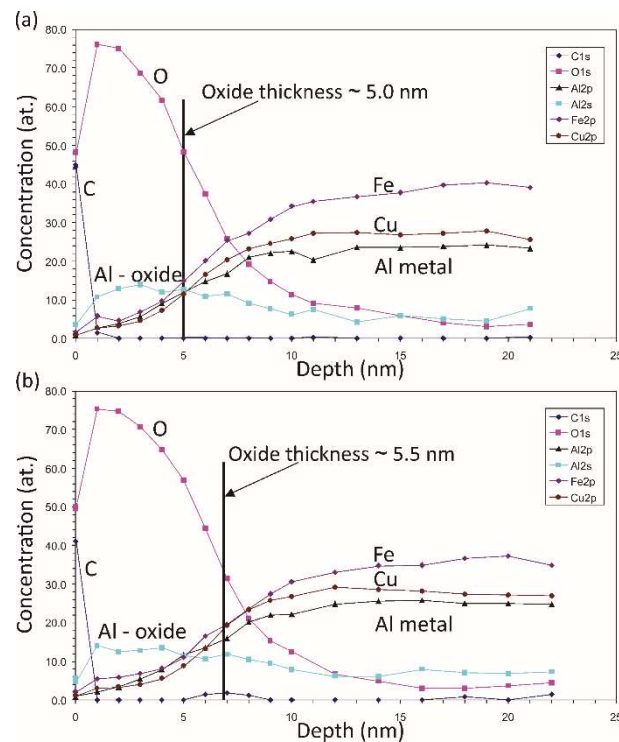 (a)
80.0
70.0
60.0
50.0
40.0
30.0
20.0
10.0
0.0
Concentration (at.)
O
Oxide thickness ~ 5.0 nm
C
Al - oxide
Fe
Cu
Al metal
C1s
O1s
Al2p
Al2s
Fe2p
Cu2p
0 5 10 15 20 25
Depth (nm)
(b)
80.0
70.0
60.0
50.0
40.0
30.0
20.0
10.0
0.0
Concentration (at.)
O
Oxide thickness ~ 5.5 nm
C
Al - oxide
Fe
Cu
Al metal
C1s
O1s
Al2p
Al2s
Fe2p
Cu2p
0 5 10 15 20 25
Depth (nm)